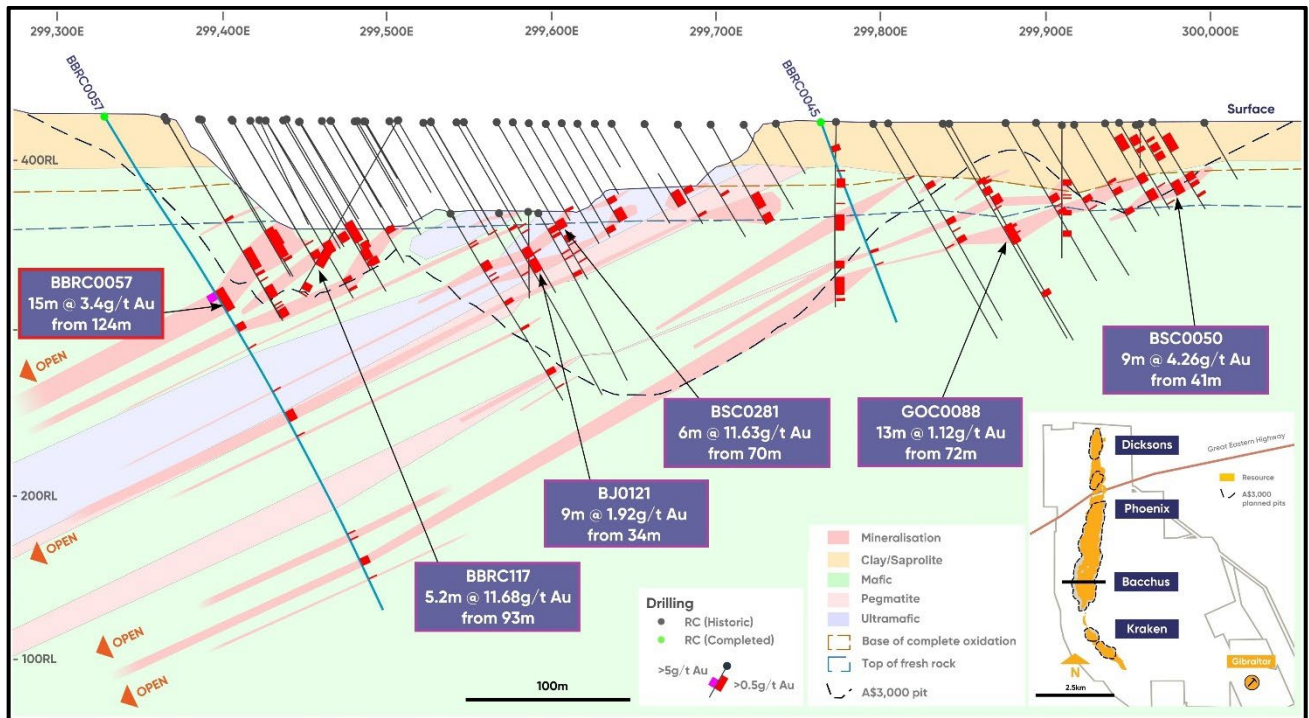 299,300E
299,400E
299,500E
299,600E
299,700E
299,800E
299,900E
300,000E
BBRC0057
BBRC0045
Surface
- 400RL
- 200RL
- 100RL
BBRC0057
15m @ 3.4g/t Au
from 124m
OPEN
OPEN
OPEN
OPEN
BBRC117
5.2m @ 11.68g/t Au
from 93m
BJ0121
9m @ 1.92g/t Au
from 34m
BSC0281
6m @ 11.63g/t Au
from 70m
GOC0088
13m @ 1.12g/t Au
from 72m
BSC0050
9m @ 4.26g/t Au
from 41m
Drilling
RC (Historic)
RC (Completed)
>5g/t Au
>0.5g/t Au
100m
Mineralisation
Clay/Saprolite
Mafic
Pegmatite
Ultramafic
Base of complete oxidation
Top of fresh rock
A$3,000 pit
Dicksons
Great Eastern Highway
Resource
A$3,000
planned pits
Phoenix
Bacchus
Kraken
Gibraltar
N
2.5km